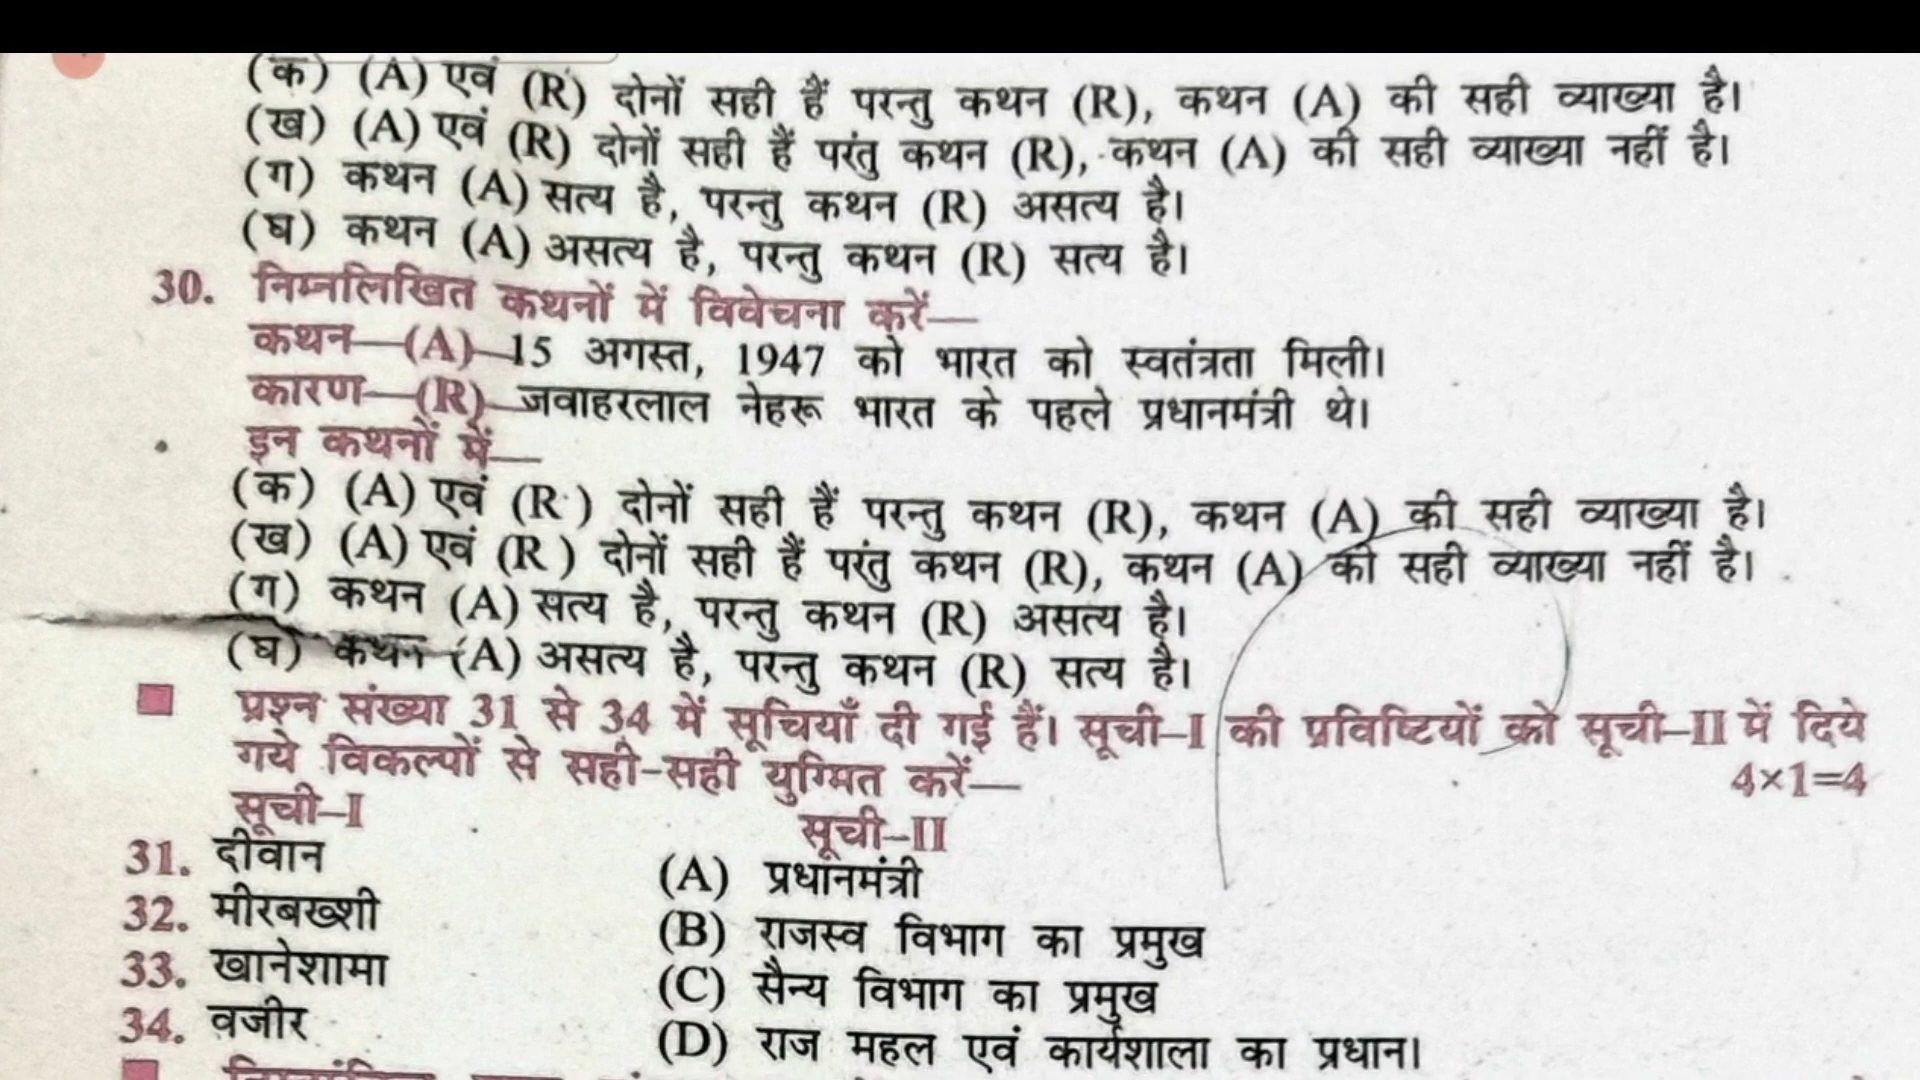 (क) (A) एवं (R) दोनों सही हैं परन्तु कथन (R), कथन (A) की सही व्याख्या है।
(ख) (A) एवं (R) दोनों सही हैं परंतु कथन (R), कथन (A) की सही व्याख्या नहीं है।
(ग) कथन (A) सत्य है, परन्तु कथन (R) असत्य है।
(घ) कथन (A) असत्य है, परन्तु कथन (R) सत्य है।
30. निम्नलिखित कथनों में विवेचना करें—
कथन—(A)—15 अगस्त, 1947 को भारत को स्वतंत्रता मिली।
कारण—(R)—जवाहरलाल नेहरू भारत के पहले प्रधानमंत्री थे।
इन कथनों में—
(क) (A) एवं (R) दोनों सही हैं परन्तु कथन (R), कथन (A) की सही व्याख्या है।
(ख) (A) एवं (R) दोनों सही हैं परंतु कथन (R), कथन (A) की सही व्याख्या नहीं है।
(ग) कथन (A) सत्य है, परन्तु कथन (R) असत्य है।
(घ) कथन (A) असत्य है, परन्तु कथन (R) सत्य है।
प्रश्न संख्या 31 से 34 में सूचियाँ दी गई हैं। सूची-I की प्रविष्टियों को सूची-II में दिये
गये विकल्पों से सही-सही युग्मित करें— 4×1=4
सूची-I सूची-II
31. दीवान (A) प्रधानमंत्री
32. मीरबख्शी (B) राजस्व विभाग का प्रमुख
33. खानेशामा (C) सैन्य विभाग का प्रमुख
34. वजीर (D) राज महल एवं कार्यशाला का प्रधान।